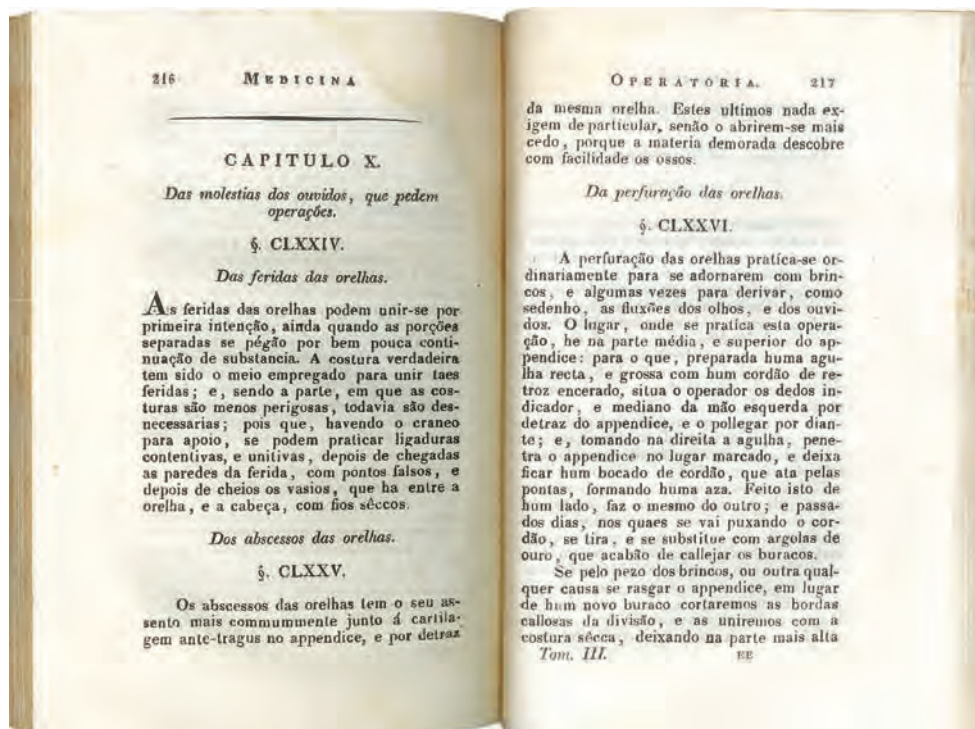 216 MEDICINA
CAPITULO X.
Das molestias dos ouvidos, que pedem
operações.
§. CLXXIV.
Das feridas das orelhas.
As feridas das orelhas podem unir-se por
primeira intenção, ainda quando as porções
separadas se pégão por bem pouca conti-
nuação de substancia. A costura verdadeira
tem sido o meio empregado para unir taes
feridas; e, sendo a parte, em que as cos-
turas são menos perigosas, todavia são des-
necessarias; pois que, havendo o craneo
para apoio, se podem praticar ligaduras
contentivas, e unitivas, depois de chegadas
as paredes da ferida, com pontos falsos, e
depois de cheios os vasios, que ha entre a
orelha, e a cabeça, com fios sêccos.
Dos abscessos das orelhas.
§. CLXXV.
Os abscessos das orelhas tem o seu as-
sento mais commummente junto á cartila-
gem ante-tragus no appendice, e por detraz
OPERATORIA. 217
da mesma orelha. Estes ultimos nada ex-
igem de particular, senão o abrirem-se mais
cedo, porque a materia demorada descobre
com facilidade os ossos.
Da perfuração das orelhas.
§. CLXXVI.
A perfuração das orelhas pratíca-se or-
dinariamente para se adornarem com brin-
cos, e algumas vezes para derivar, como
sedenho, as fluxões dos olhos, e dos ouvi-
dos. O lugar, onde se pratíca esta opera-
ção, he na parte média, e superior do ap-
pendice: para o que, preparada huma agu-
lha recta, e grossa com hum cordão de re-
troz encerado, situa o operador os dedos in-
dicador, e mediano da mão esquerda por
detraz do appendice, e o pollegar por dian-
te; e, tomando na direita a agulha, pene-
tra o appendice no lugar marcado, e deixa
ficar hum bocado de cordão, que ata pelas
pontas, formando huma aza. Feito isto de
hum lado, faz o mesmo do outro; e passa-
dos dias, nos quaes se vai puxando o cor-
dão, se tira, e se substitue com argolas de
ouro, que acabão de callejar os buracos.
Se pelo pezo dos brincos, ou outra qual-
quer causa se rasgar o appendice, em lugar
de hum novo buraco cortaremos as bordas
callosas da divisão, e as uniremos com a
costura sêcca, deixando na parte mais alta
Tom. III. EE